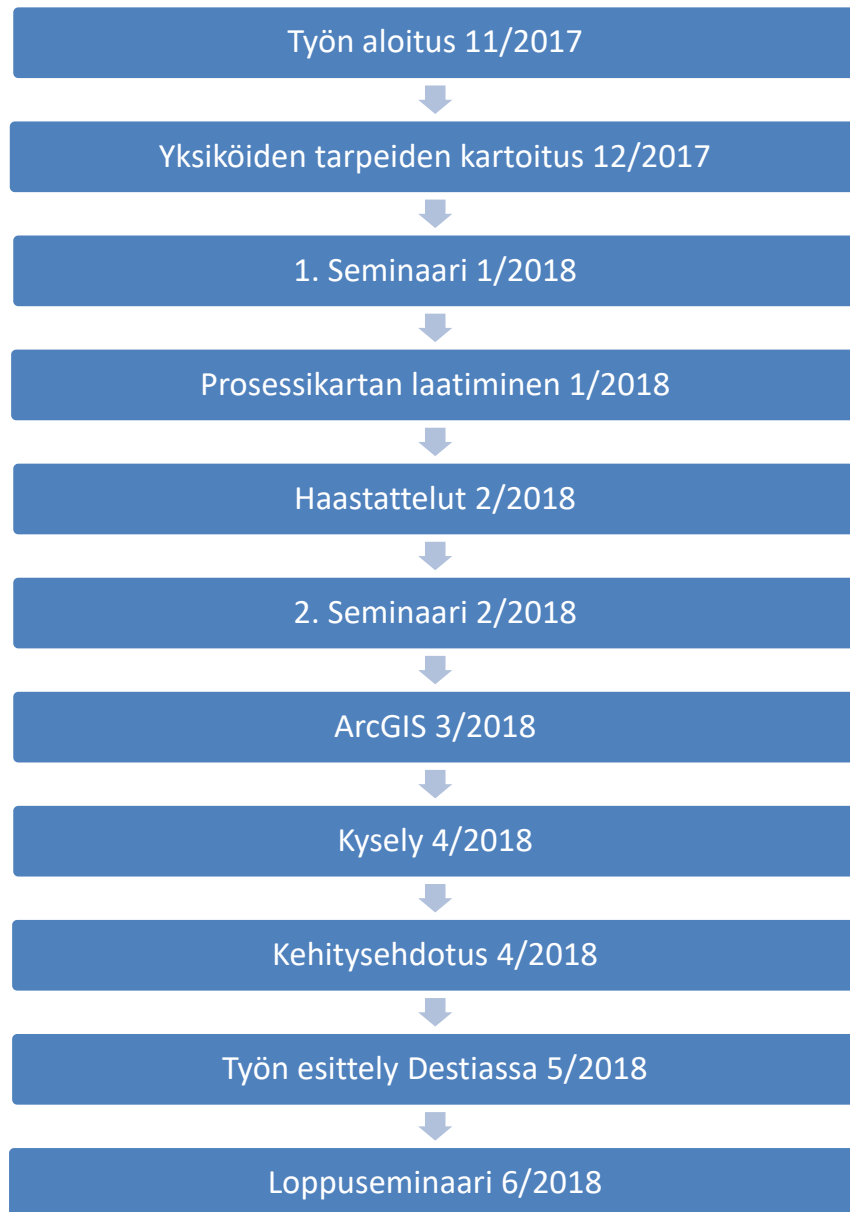 Työn aloitus 11/2017
Yksiköiden tarpeiden kartoitus 12/2017
1. Seminaari 1/2018
Prosessikartan laatiminen 1/2018
Haastattelut 2/2018
2. Seminaari 2/2018
ArcGIS 3/2018
Kysely 4/2018
Kehitysehdotus 4/2018
Työn esittely Destiassa 5/2018
Loppuseminaari 6/2018